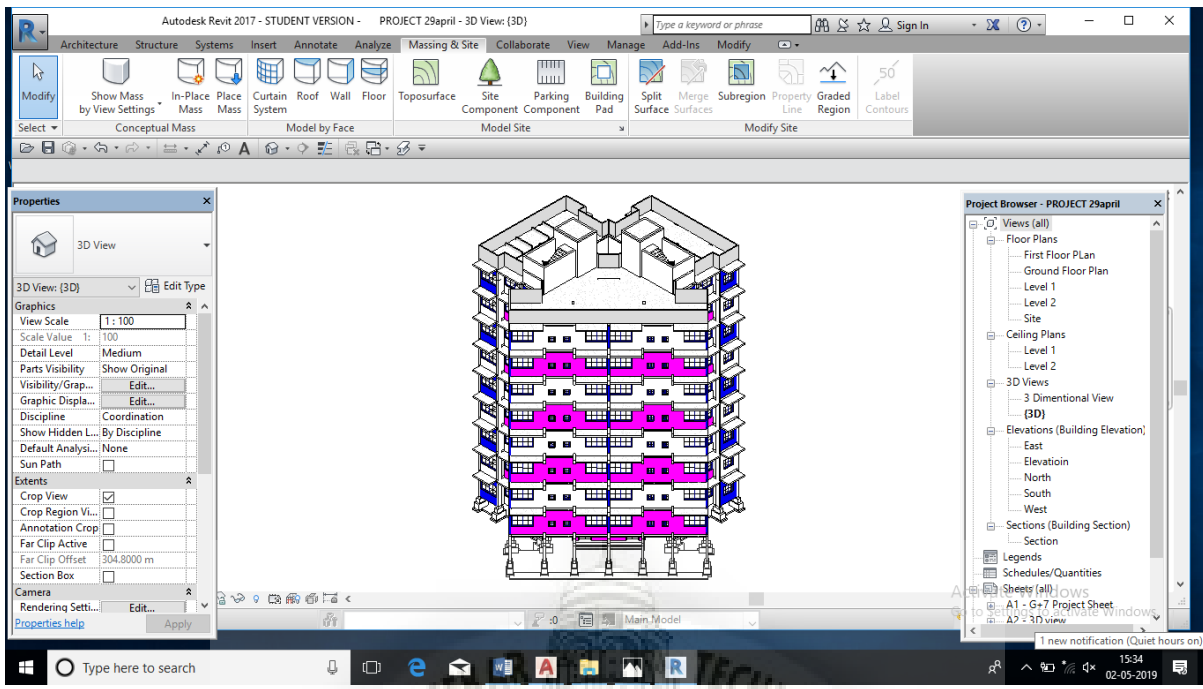 Autodesk Revit 2017 - STUDENT VERSION - PROJECT 29april - 3D View: {3D}
Type a keyword or phrase
Sign In
Architecture Structure Systems Insert Annotate Analyze Massing & Site Collaborate View Manage Add-Ins Modify
Modify
Show Mass by View Settings
In-Place Mass
Place Mass
Curtain System
Roof
Wall
Floor
Toposurface
Site Component
Parking Component
Building Pad
Split Surface
Merge Surfaces
Subregion
Property Line
Graded Region
50
Label Contours
Select
Conceptual Mass
Model by Face
Model Site
Modify Site
Properties
3D View
3D View: {3D}
Edit Type
Graphics
View Scale 1 : 100
Scale Value 1: 100
Detail Level Medium
Parts Visibility Show Original
Visibility/Grap... Edit...
Graphic Displa... Edit...
Discipline Coordination
Show Hidden L... By Discipline
Default Analysi... None
Sun Path
Extents
Crop View
Crop Region Vi...
Annotation Crop
Far Clip Active
Far Clip Offset 304.8000 m
Section Box
Camera
Rendering Setti... Edit...
Properties help
Apply
Project Browser - PROJECT 29april
Views (all)
Floor Plans
First Floor PLan
Ground Floor Plan
Level 1
Level 2
Site
Ceiling Plans
Level 1
Level 2
3D Views
3 Dimentional View
{3D}
Elevations (Building Elevation)
East
Elevatioin
North
South
West
Sections (Building Section)
Section
Legends
Schedules/Quantities
Sheets (all)
A1 - G+7 Project Sheet
A2 - 3D view
Activate Windows
Go to Settings to activate Windows.
:0
Main Model
1 new notification (Quiet hours on)
Type here to search
15:34
02-05-2019